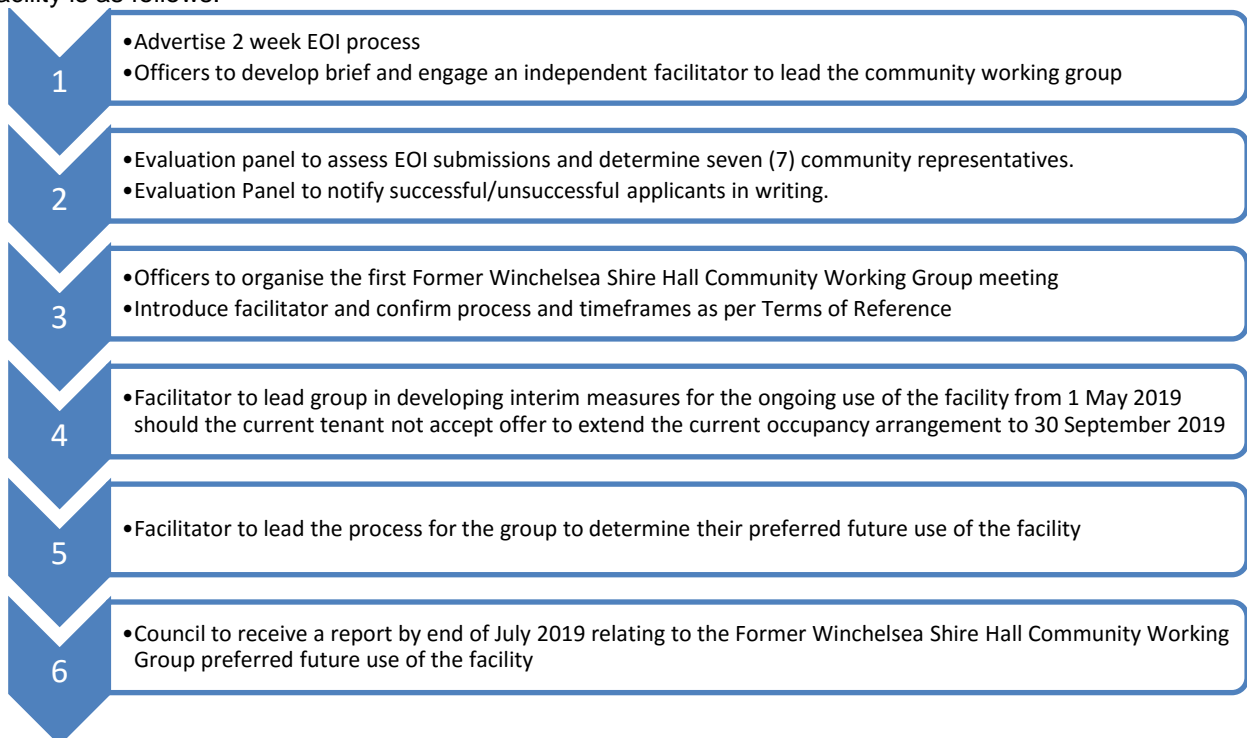 facility is as follows:
1
•Advertise 2 week EOI process
•Officers to develop brief and engage an independent facilitator to lead the community working group
2
•Evaluation panel to assess EOI submissions and determine seven (7) community representatives.
•Evaluation Panel to notify successful/unsuccessful applicants in writing.
3
•Officers to organise the first Former Winchelsea Shire Hall Community Working Group meeting
•Introduce facilitator and confirm process and timeframes as per Terms of Reference
4
•Facilitator to lead group in developing interim measures for the ongoing use of the facility from 1 May 2019
should the current tenant not accept offer to extend the current occupancy arrangement to 30 September 2019
5
•Facilitator to lead the process for the group to determine their preferred future use of the facility
6
•Council to receive a report by end of July 2019 relating to the Former Winchelsea Shire Hall Community Working
Group preferred future use of the facility